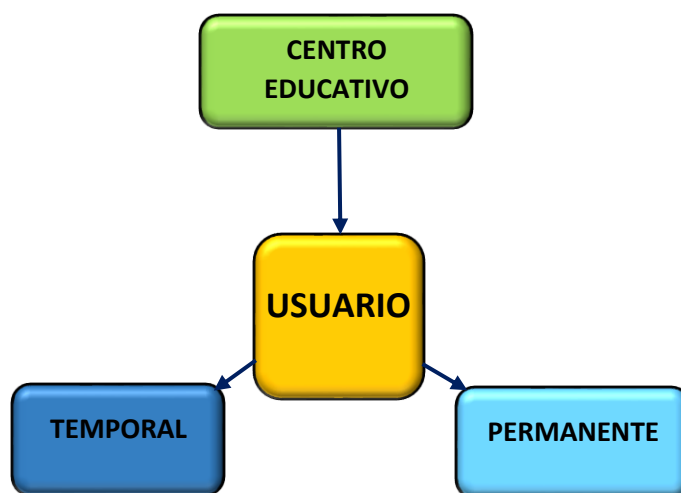 CENTRO
EDUCATIVO
USUARIO
TEMPORAL
PERMANENTE